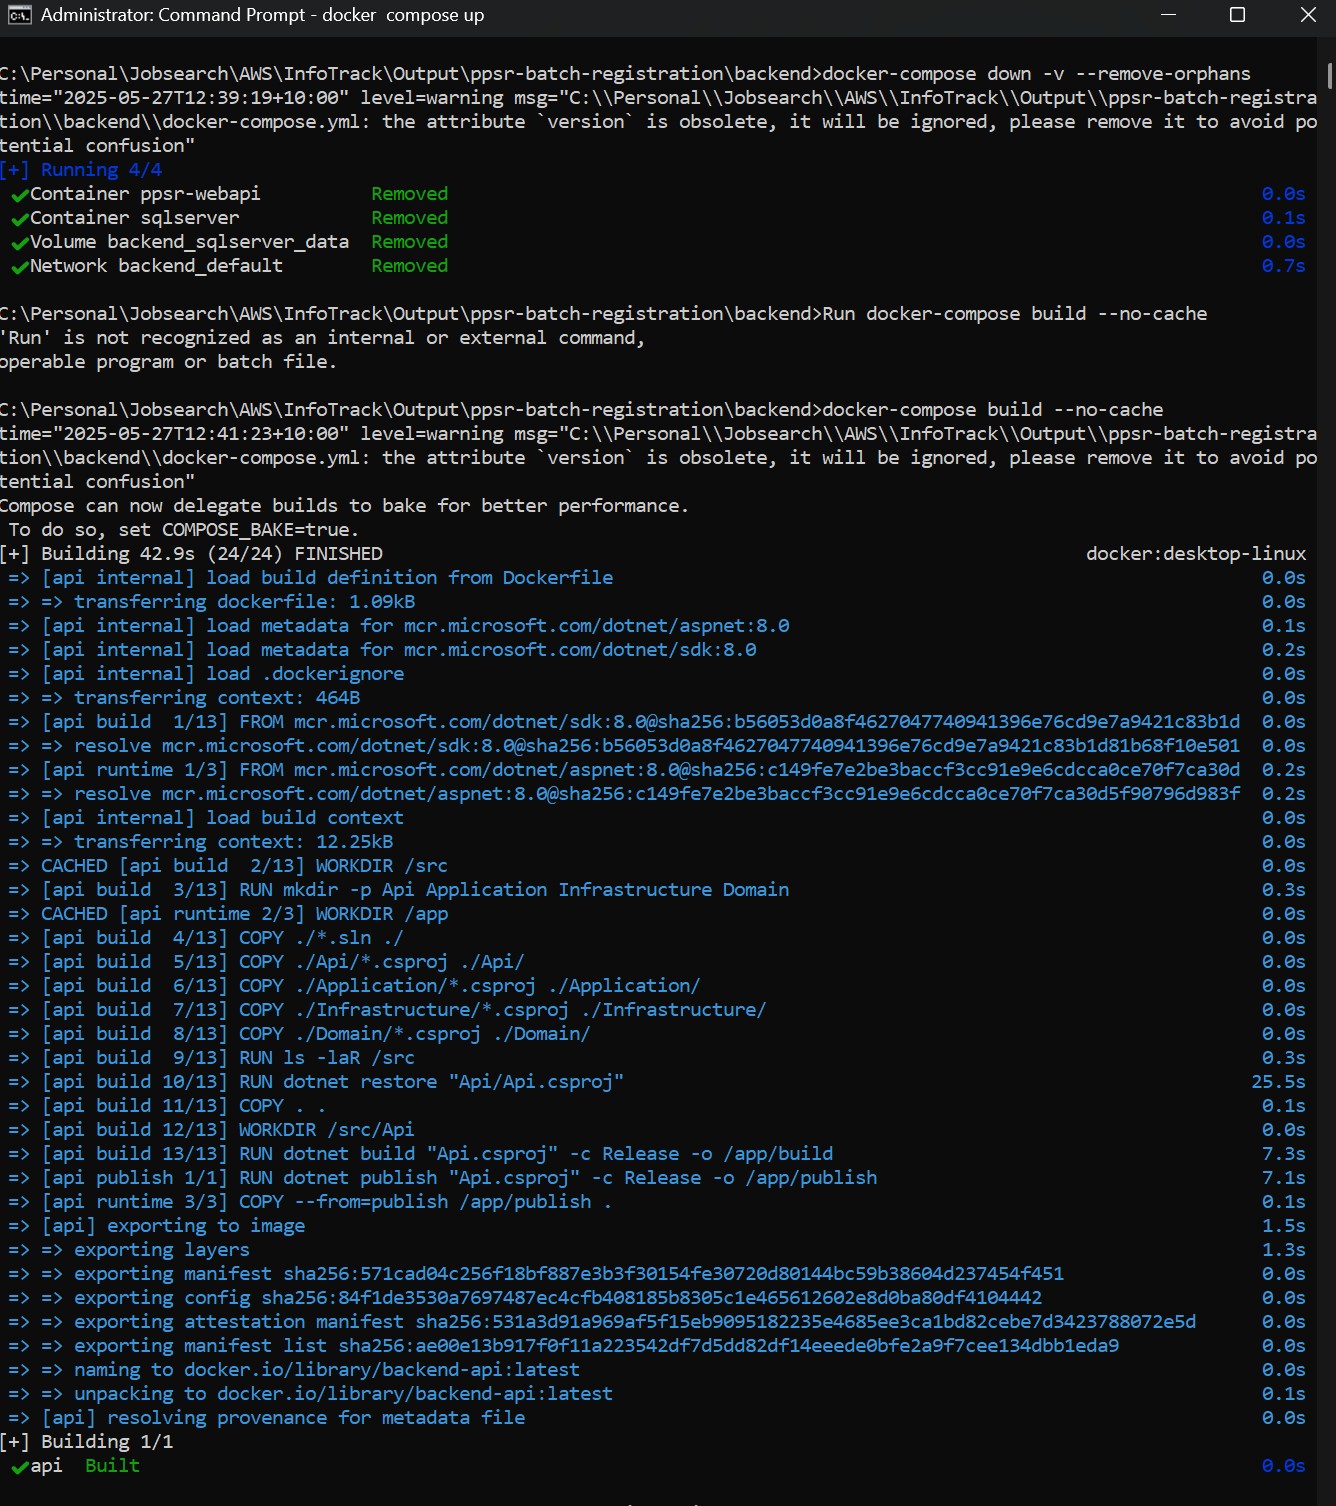 Administrator: Command Prompt - docker  compose up
C:\Personal\Jobsearch\AWS\InfoTrack\Output\ppsr-batch-registration\backend>docker-compose down -v --remove-orphans
time="2025-05-27T12:39:19+10:00" level=warning msg="C:\\Personal\\Jobsearch\\AWS\\InfoTrack\\Output\\ppsr-batch-registra
tion\\backend\\docker-compose.yml: the attribute `version` is obsolete, it will be ignored, please remove it to avoid po
tential confusion"
[+] Running 4/4
✔Container ppsr-webapi          Removed 0.0s
✔Container sqlserver            Removed 0.1s
✔Volume backend_sqlserver_data  Removed 0.0s
✔Network backend_default        Removed 0.7s
C:\Personal\Jobsearch\AWS\InfoTrack\Output\ppsr-batch-registration\backend>Run docker-compose build --no-cache
'Run' is not recognized as an internal or external command,
operable program or batch file.
C:\Personal\Jobsearch\AWS\InfoTrack\Output\ppsr-batch-registration\backend>docker-compose build --no-cache
time="2025-05-27T12:41:23+10:00" level=warning msg="C:\\Personal\\Jobsearch\\AWS\\InfoTrack\\Output\\ppsr-batch-registra
tion\\backend\\docker-compose.yml: the attribute `version` is obsolete, it will be ignored, please remove it to avoid po
tential confusion"
Compose can now delegate builds to bake for better performance.
 To do so, set COMPOSE_BAKE=true.
[+] Building 42.9s (24/24) FINISHED docker:desktop-linux
=> [api internal] load build definition from Dockerfile 0.0s
=> => transferring dockerfile: 1.09kB 0.0s
=> [api internal] load metadata for mcr.microsoft.com/dotnet/aspnet:8.0 0.1s
=> [api internal] load metadata for mcr.microsoft.com/dotnet/sdk:8.0 0.2s
=> [api internal] load .dockerignore 0.0s
=> => transferring context: 464B 0.0s
=> [api build  1/13] FROM mcr.microsoft.com/dotnet/sdk:8.0@sha256:b56053d0a8f4627047740941396e76cd9e7a9421c83b1d 0.0s
=> => resolve mcr.microsoft.com/dotnet/sdk:8.0@sha256:b56053d0a8f4627047740941396e76cd9e7a9421c83b1d81b68f10e501 0.0s
=> [api runtime 1/3] FROM mcr.microsoft.com/dotnet/aspnet:8.0@sha256:c149fe7e2be3baccf3cc91e9e6cdcca0ce70f7ca30d 0.2s
=> => resolve mcr.microsoft.com/dotnet/aspnet:8.0@sha256:c149fe7e2be3baccf3cc91e9e6cdcca0ce70f7ca30d5f90796d983f 0.2s
=> [api internal] load build context 0.0s
=> => transferring context: 12.25kB 0.0s
=> CACHED [api build  2/13] WORKDIR /src 0.0s
=> [api build  3/13] RUN mkdir -p Api Application Infrastructure Domain 0.3s
=> CACHED [api runtime 2/3] WORKDIR /app 0.0s
=> [api build  4/13] COPY ./*.sln ./ 0.0s
=> [api build  5/13] COPY ./Api/*.csproj ./Api/ 0.0s
=> [api build  6/13] COPY ./Application/*.csproj ./Application/ 0.0s
=> [api build  7/13] COPY ./Infrastructure/*.csproj ./Infrastructure/ 0.0s
=> [api build  8/13] COPY ./Domain/*.csproj ./Domain/ 0.0s
=> [api build  9/13] RUN ls -laR /src 0.3s
=> [api build 10/13] RUN dotnet restore "Api/Api.csproj" 25.5s
=> [api build 11/13] COPY . . 0.1s
=> [api build 12/13] WORKDIR /src/Api 0.0s
=> [api build 13/13] RUN dotnet build "Api.csproj" -c Release -o /app/build 7.3s
=> [api publish 1/1] RUN dotnet publish "Api.csproj" -c Release -o /app/publish 7.1s
=> [api runtime 3/3] COPY --from=publish /app/publish . 0.1s
=> [api] exporting to image 1.5s
=> => exporting layers 1.3s
=> => exporting manifest sha256:571cad04c256f18bf887e3b3f30154fe30720d80144bc59b38604d237454f451 0.0s
=> => exporting config sha256:84f1de3530a7697487ec4cfb408185b8305c1e465612602e8d0ba80df4104442 0.0s
=> => exporting attestation manifest sha256:531a3d91a969af5f15eb9095182235e4685ee3ca1bd82cebe7d3423788072e5d 0.0s
=> => exporting manifest list sha256:ae00e13b917f0f11a223542df7d5dd82df14eeede0bfe2a9f7cee134dbb1eda9 0.0s
=> => naming to docker.io/library/backend-api:latest 0.0s
=> => unpacking to docker.io/library/backend-api:latest 0.1s
=> [api] resolving provenance for metadata file 0.0s
[+] Building 1/1
✔api  Built 0.0s